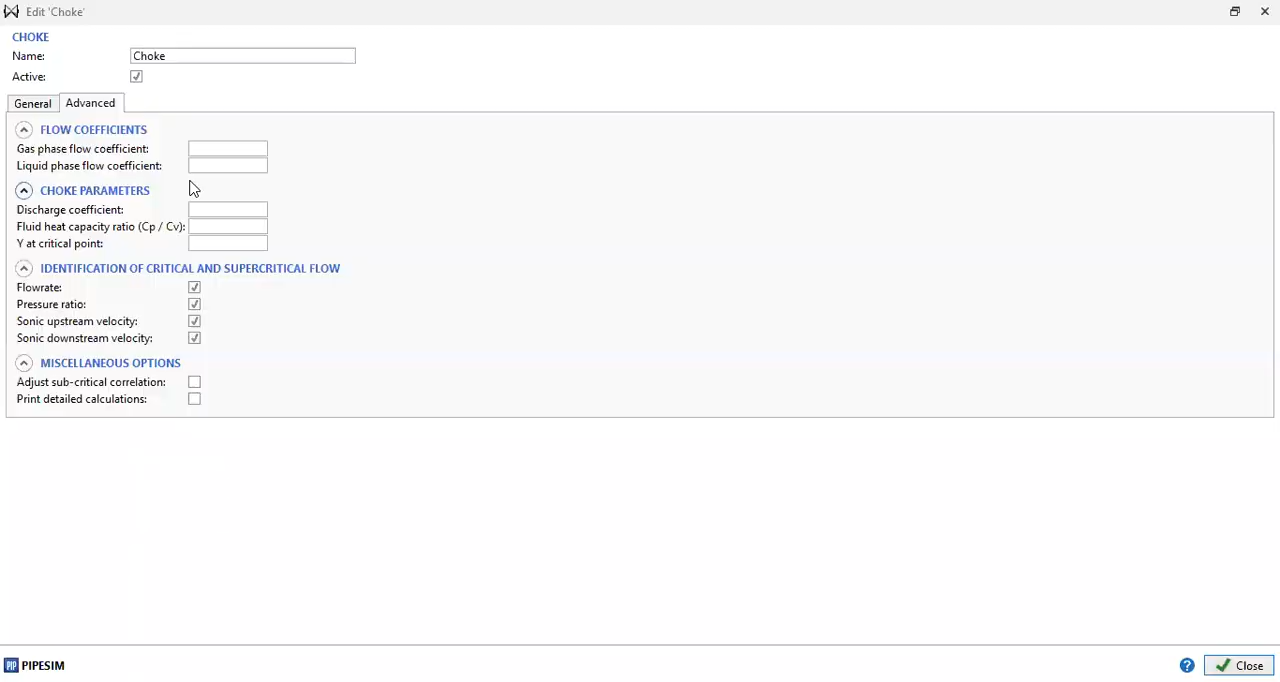 Edit 'Choke'
CHOKE
Name: Choke
Active:
General Advanced
FLOW COEFFICIENTS
Gas phase flow coefficient:
Liquid phase flow coefficient:
CHOKE PARAMETERS
Discharge coefficient:
Fluid heat capacity ratio (Cp / Cv):
Y at critical point:
IDENTIFICATION OF CRITICAL AND SUPERCRITICAL FLOW
Flowrate:
Pressure ratio:
Sonic upstream velocity:
Sonic downstream velocity:
MISCELLANEOUS OPTIONS
Adjust sub-critical correlation:
Print detailed calculations:
PIP PIPESIM ? Close